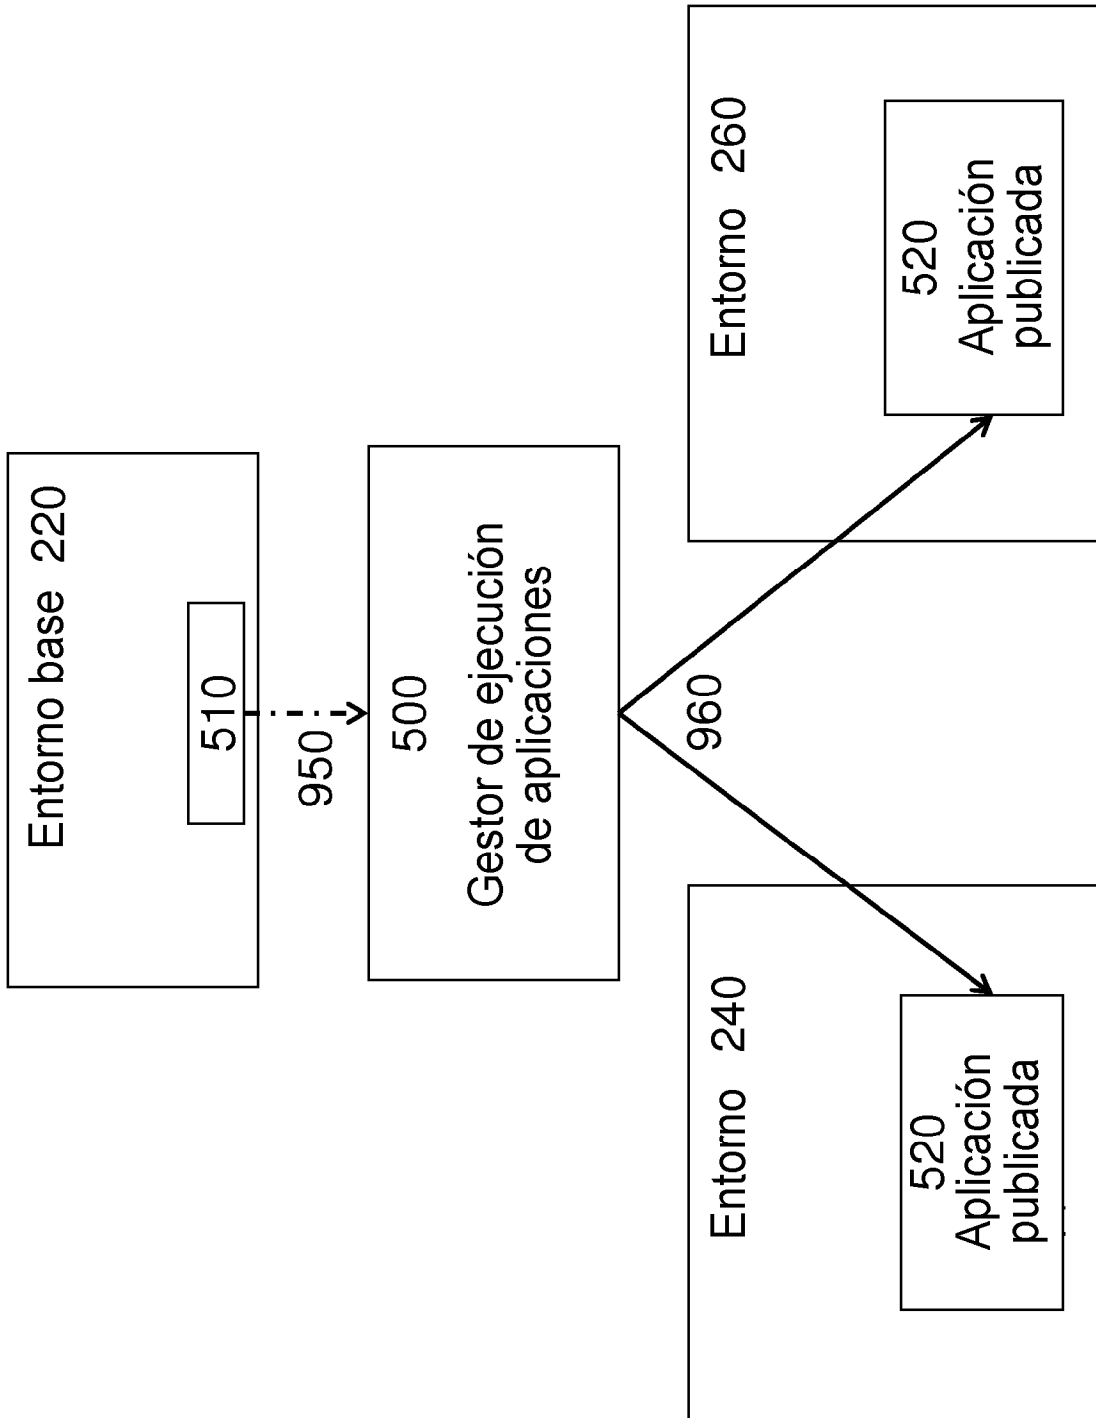 Entorno base 220
510
950
500
Gestor de ejecución
de aplicaciones
960
Entorno 240
520
Aplicación
publicada
Entorno 260
520
Aplicación
publicada